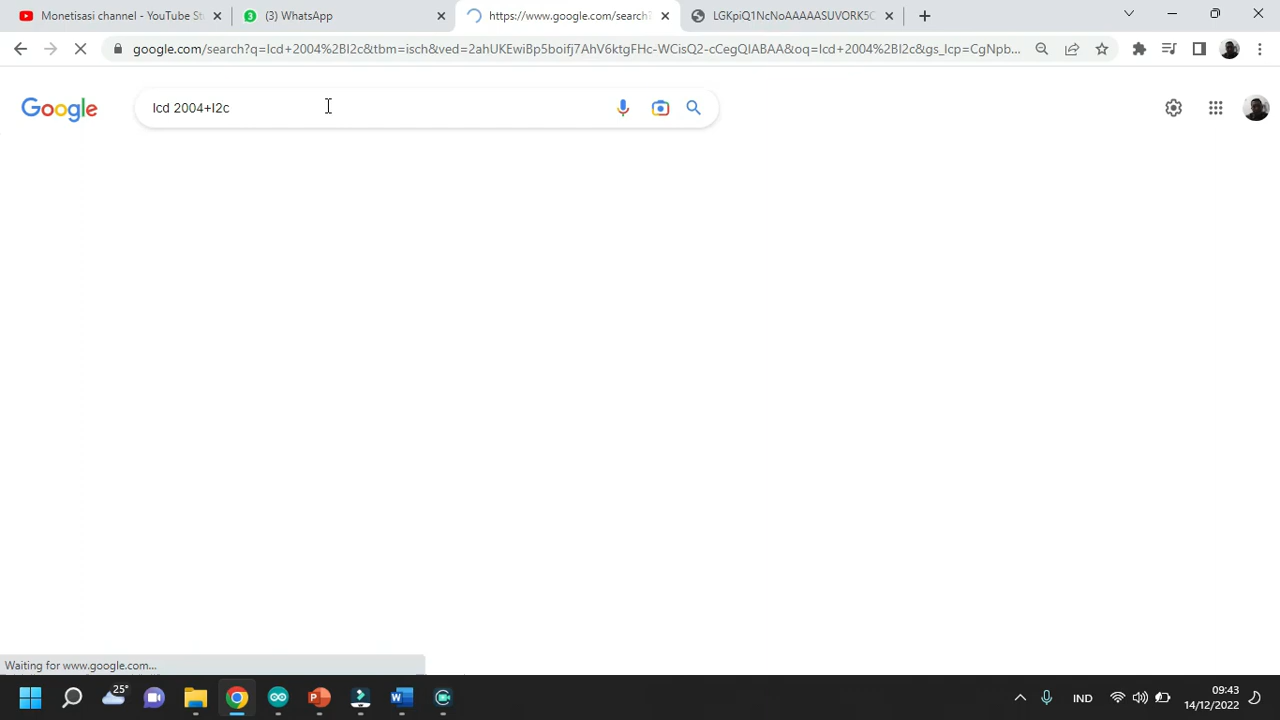 Monetisasi channel - YouTube St
(3) WhatsApp
https://www.google.com/search?
LGKpiQ1NcNoAAAAASUVORK5C
google.com/search?q=lcd+2004%2BI2c&tbm=isch&ved=2ahUKEwiBp5boifj7AhV6ktgFHc-WCisQ2-cCegQIABAA&oq=lcd+2004%2BI2c&gs_lcp=CgNpb...
Google
lcd 2004+I2c
Waiting for www.google.com...
25°
IND
09:43
14/12/2022